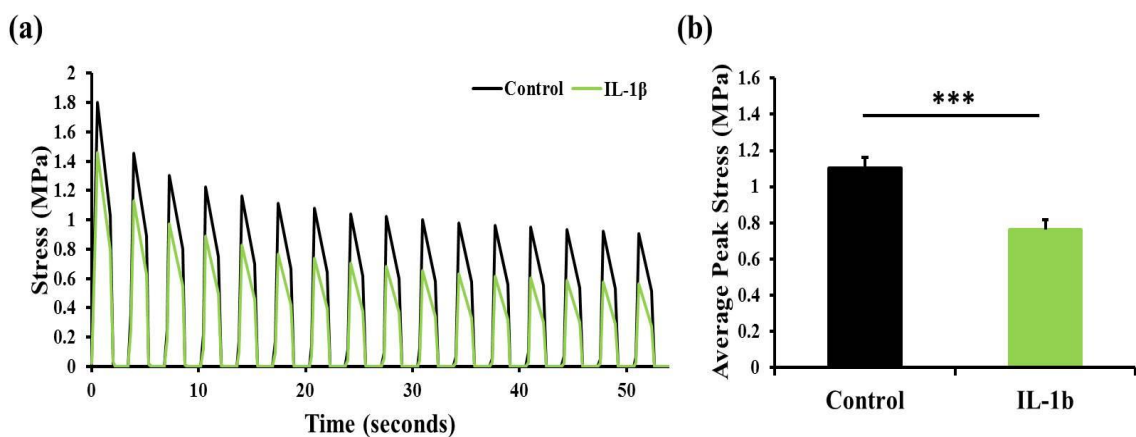 (a)
Stress (MPa)
2
1.8
1.6
1.4
1.2
1
0.8
0.6
0.4
0.2
0
Control
IL-1β
0 10 20 30 40 50
Time (seconds)
(b)
Average Peak Stress (MPa)
1.6
1.4
1.2
1
0.8
0.6
0.4
0.2
0
***
Control IL-1b